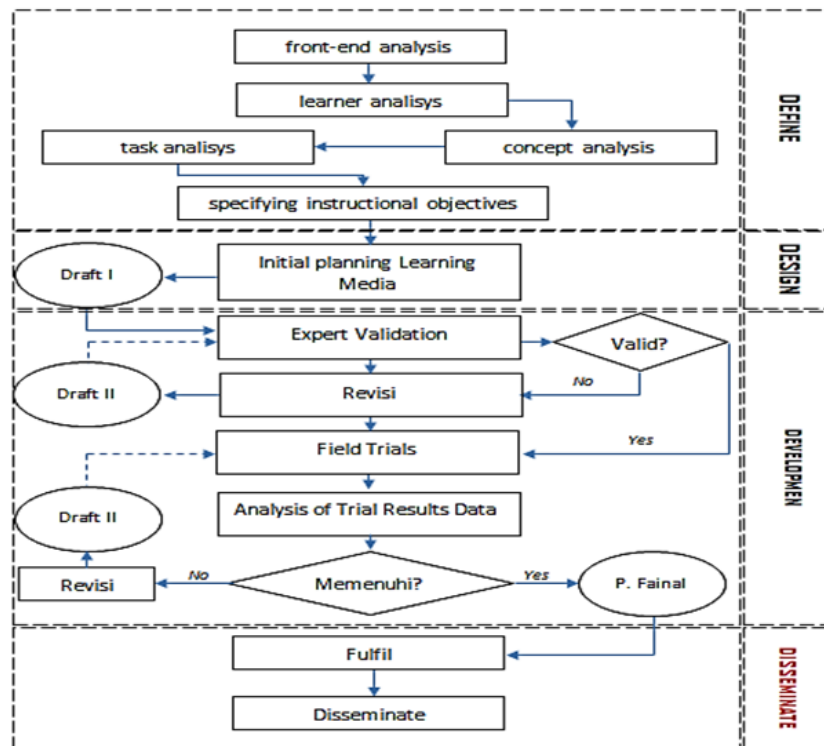 front-end analysis
learner analisys
task analisys
concept analysis
specifying instructional objectives
DEFINE
Draft I
Initial planning Learning
Media
DESIGN
Expert Validation
Valid?
No
Draft II
Revisi
Yes
Field Trials
Draft II
Analysis of Trial Results Data
Revisi
No
Memenuhi?
Yes
P. Fainal
DEVELOPMEN
Fulfil
Disseminate
DISSEMINATE